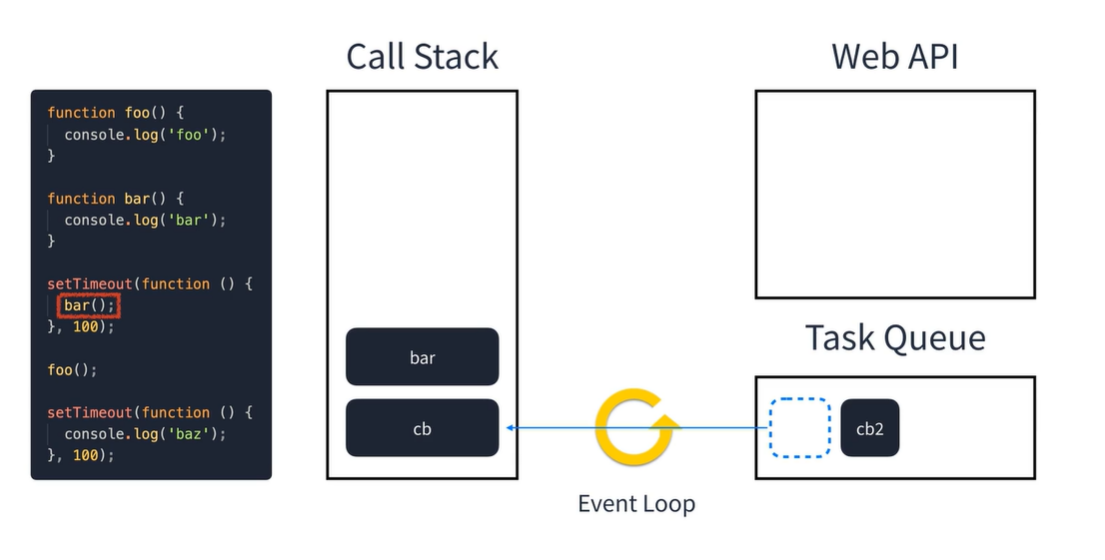 Call Stack
Web API
function foo() {
  console.log('foo');
}

function bar() {
  console.log('bar');
}

setTimeout(function () {
  bar();
}, 100);

foo();

setTimeout(function () {
  console.log('baz');
}, 100);
bar
cb
Event Loop
Task Queue
cb2